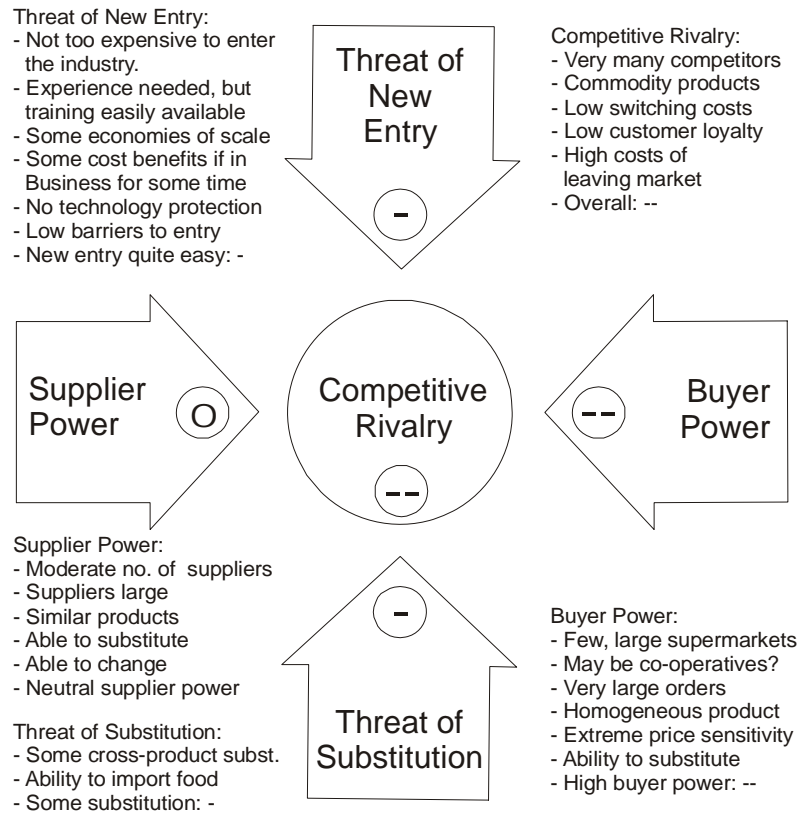 Threat of New Entry:
- Not too expensive to enter
the industry.
- Experience needed, but
training easily available
- Some economies of scale
- Some cost benefits if in
Business for some time
- No technology protection
- Low barriers to entry
- New entry quite easy: -
Threat of
New
Entry
-
Competitive Rivalry:
- Very many competitors
- Commodity products
- Low switching costs
- Low customer loyalty
- High costs of
leaving market
- Overall: --
Supplier
Power
O
Competitive
Rivalry
--
--
Buyer
Power
Supplier Power:
- Moderate no. of suppliers
- Suppliers large
- Similar products
- Able to substitute
- Able to change
- Neutral supplier power
Threat of Substitution:
- Some cross-product subst.
- Ability to import food
- Some substitution: -
-
Threat of
Substitution
Buyer Power:
- Few, large supermarkets
- May be co-operatives?
- Very large orders
- Homogeneous product
- Extreme price sensitivity
- Ability to substitute
- High buyer power: --